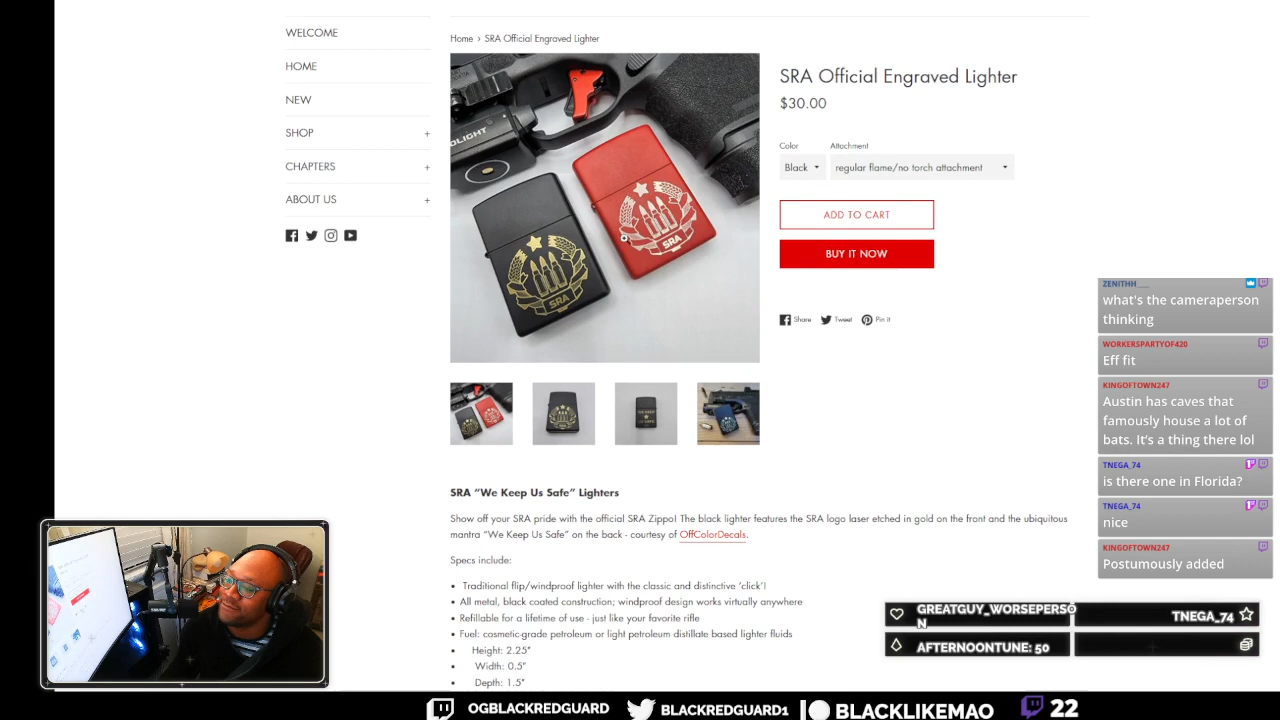 WELCOME
HOME
NEW
SHOP +
CHAPTERS +
ABOUT US +
Home › SRA Official Engraved Lighter
SRA
SRA
SRA Official Engraved Lighter
$30.00
Color Attachment
Black regular flame/no torch attachment
ADD TO CART
BUY IT NOW
Share Tweet Pin it
SRA “We Keep Us Safe” Lighters
Show off your SRA pride with the official SRA Zippo! The black lighter features the SRA logo laser etched in gold on the front and the ubiquitous
mantra “We Keep Us Safe” on the back - courtesy of OffColorDecals.
Specs include:
• Traditional flip/windproof lighter with the classic and distinctive ‘click’!
• All metal, black coated construction; windproof design works virtually anywhere
• Refillable for a lifetime of use - just like your favorite rifle
• Fuel: cosmetic-grade petroleum or light petroleum distillate based lighter fluids
• Height: 2.25”
• Width: 0.5”
• Depth: 1.5”
ZENITHH___
what's the cameraperson
thinking
WORKERSPARTYOF420
Eff fit
KINGOFTOWN247
Austin has caves that
famously house a lot of
bats. It's a thing there lol
TNEGA_74
is there one in Florida?
TNEGA_74
nice
KINGOFTOWN247
Postumously added
GREATGUY_WORSEPERSO
N
TNEGA_74
AFTERNOONTUNE: 50
OGBLACKREDGUARD BLACKREDGUARD1 BLACKLIKEMAO 22